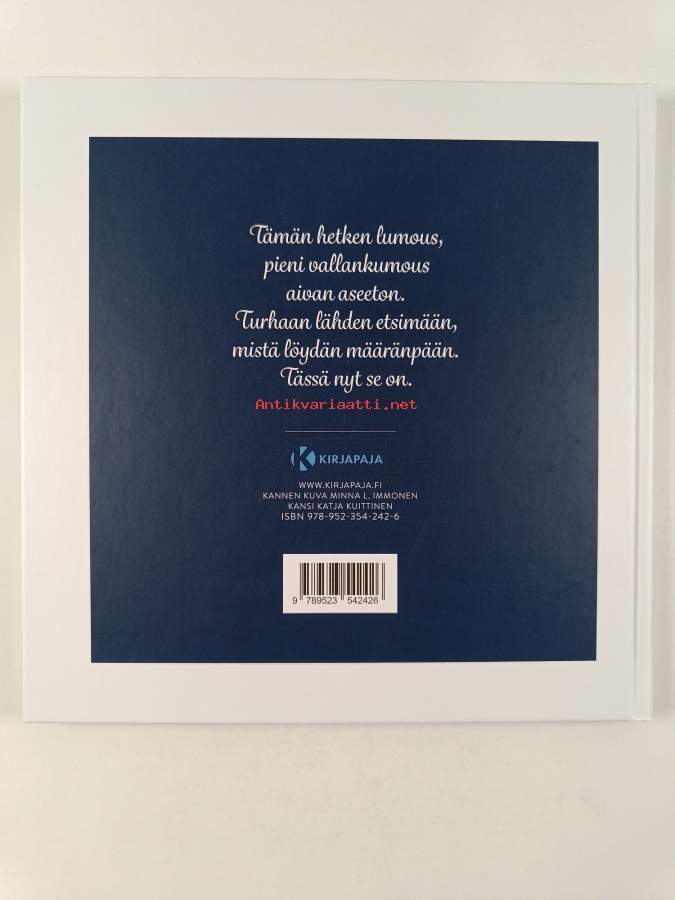 Tämän hetken lumous,
pieni vallankumous
aivan aseeton.
Turhaan lähden etsimään,
mistä löydän määränpään.
Tässä nyt se on.
Antikvariaatti.net
KIRJAPAJA
WWW.KIRJAPAJA.FI
KANNEN KUVA MINNA L. IMMONEN
KANSI KATJA KUITTINEN
ISBN 978-952-354-242-6
9 789523 542426